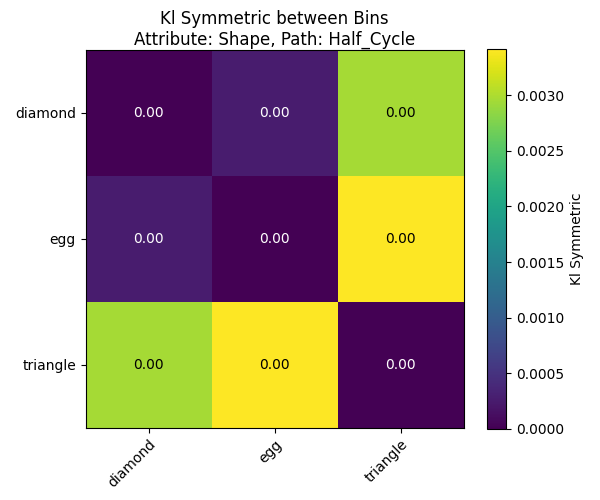 Kl Symmetric between Bins
Attribute: Shape, Path: Half_Cycle
diamond
0.00 0.00 0.00
egg
0.00 0.00 0.00
triangle
0.00 0.00 0.00
diamond
egg
triangle
0.0030
0.0025
0.0020
0.0015
0.0010
0.0005
0.0000
Kl Symmetric